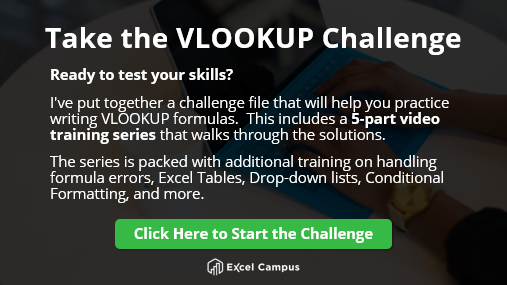 Take the VLOOKUP Challenge
Ready to test your skills?
I've put together a challenge file that will help you practice
writing VLOOKUP formulas.  This includes a 5-part video
training series that walks through the solutions.
The series is packed with additional training on handling
formula errors, Excel Tables, Drop-down lists, Conditional
Formatting, and more.
Click Here to Start the Challenge
Excel Campus